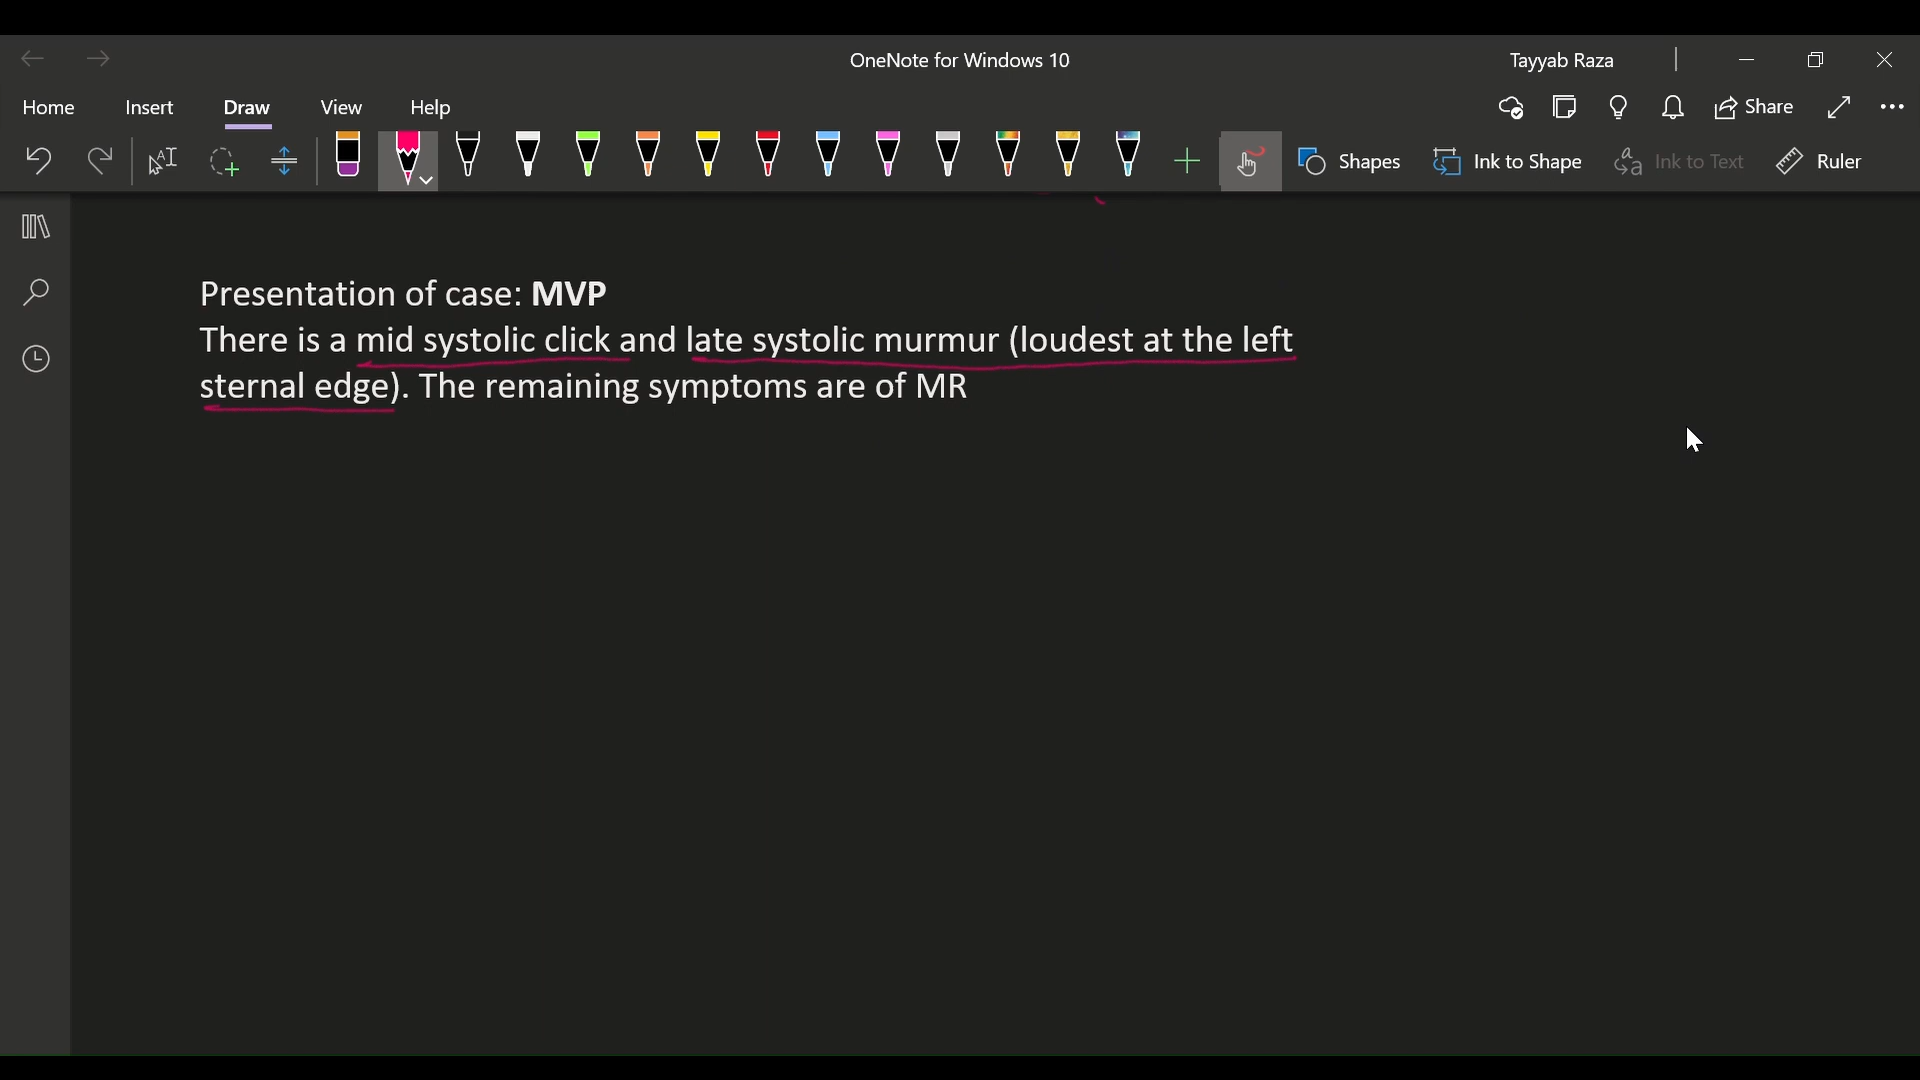 OneNote for Windows 10
Tayyab Raza
Home Insert Draw View Help
Share
Shapes Ink to Shape Ink to Text Ruler
Presentation of case: MVP
There is a mid systolic click and late systolic murmur (loudest at the left
sternal edge). The remaining symptoms are of MR